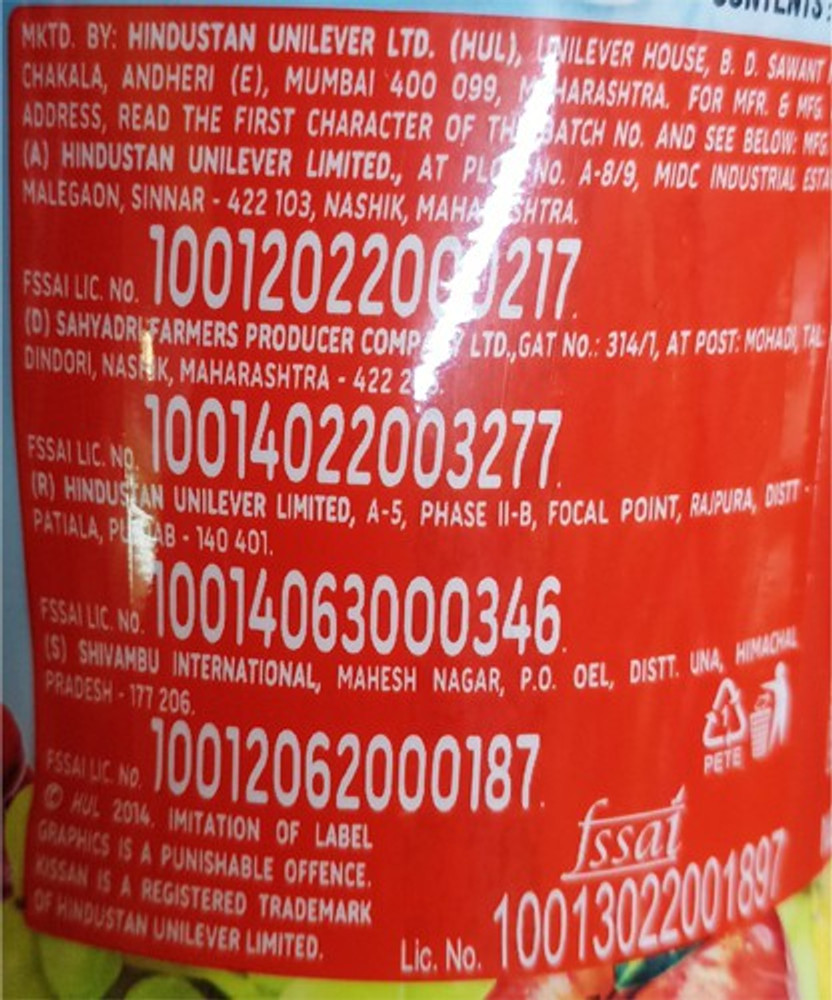 CONTENTS
MKTD. BY: HINDUSTAN UNILEVER LTD. (HUL), UNILEVER HOUSE, B. D. SAWANT
CHAKALA, ANDHERI (E), MUMBAI 400 099, MAHARASHTRA. FOR MFR. & MFG
ADDRESS, READ THE FIRST CHARACTER OF THE BATCH NO. AND SEE BELOW: MFG
(A) HINDUSTAN UNILEVER LIMITED., AT PLOT NO. A-8/9, MIDC INDUSTRIAL ESTA
MALEGAON, SINNAR - 422 103, NASHIK, MAHARASHTRA.
FSSAI LIC. No.
(D) SAHYADRI FARMERS PRODUCER COMPANY LTD.,GAT No.: 314/1, AT POST: MOHADI, TAL:
DINDORI, NASHIK, MAHARASHTRA - 422
FSSAI LIC. No. 10014022003277.
(R) HINDUSTAN UNILEVER LIMITED, A-5, PHASE II-B, FOCAL POINT, RAJPURA, DISTT -
PATIALA, PUNJAB - 140 401.
FSSAI LIC. No. 10014063000346.
(S) SHIVAMBU INTERNATIONAL, MAHESH NAGAR, P.O. OEL, DISTT. UNA, HIMACHAL
PRADESH - 177 206.
FSSAI LIC. No. 10012062000187.
1
PETE
© HUL 2014. IMITATION OF LABEL
GRAPHICS IS A PUNISHABLE OFFENCE.
KISSAN IS A REGISTERED TRADEMARK
OF HINDUSTAN UNILEVER LIMITED.
fssai
Lic. No. 10013022001897